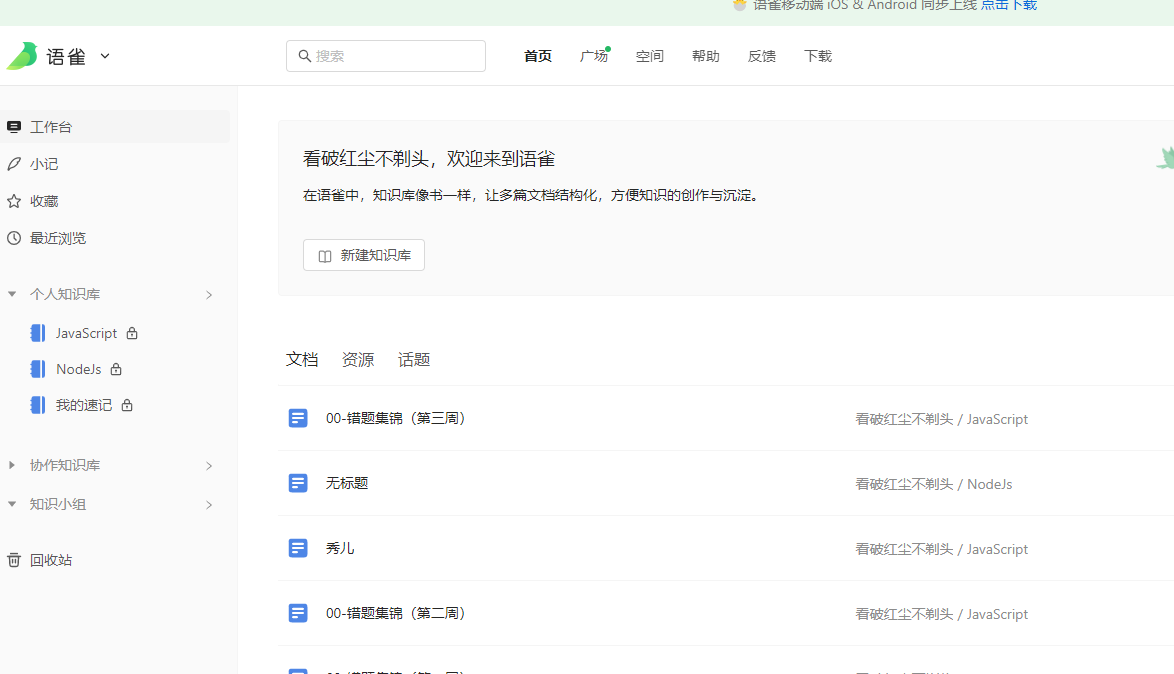 语雀移动端 iOS & Android 同步上线 点击下载
语雀 搜索 首页 广场 空间 帮助 反馈 下载
工作台
小记
收藏
最近浏览
个人知识库
JavaScript
NodeJs
我的速记
协作知识库
知识小组
回收站
看破红尘不剃头，欢迎来到语雀
在语雀中，知识库像书一样，让多篇文档结构化，方便知识的创作与沉淀。
新建知识库
文档 资源 话题
00-错题集锦（第三周） 看破红尘不剃头 / JavaScript
无标题 看破红尘不剃头 / NodeJs
秀儿 看破红尘不剃头 / JavaScript
00-错题集锦（第二周） 看破红尘不剃头 / JavaScript